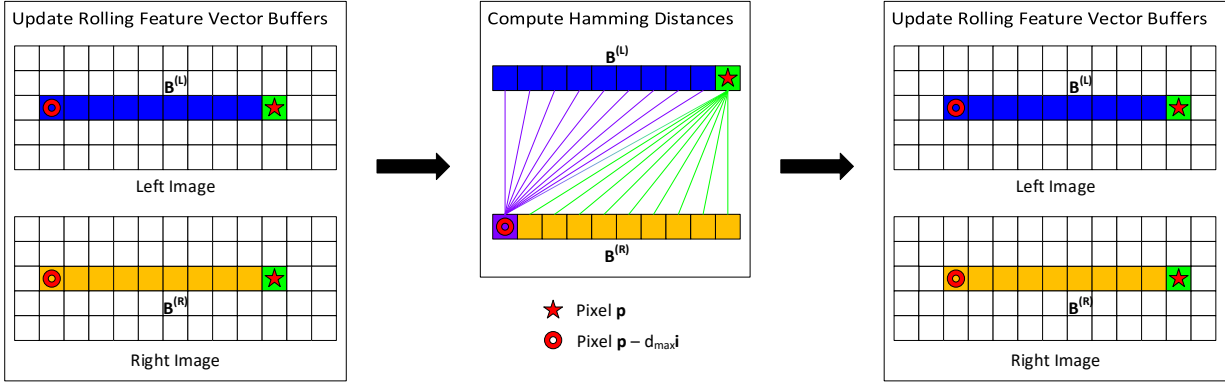 Update Rolling Feature Vector Buffers
B(L)
Left Image
B(R)
Right Image
Compute Hamming Distances
B(L)
B(R)
Pixel p
Pixel p – dmaxi
Update Rolling Feature Vector Buffers
B(L)
Left Image
B(R)
Right Image